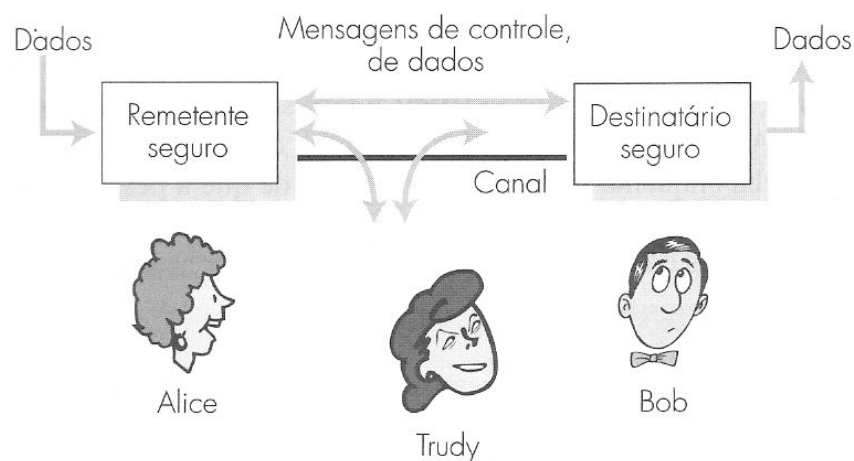 Dados
Mensagens de controle,
de dados
Dados
Remetente
seguro
Destinatário
seguro
Canal
Alice
Trudy
Bob